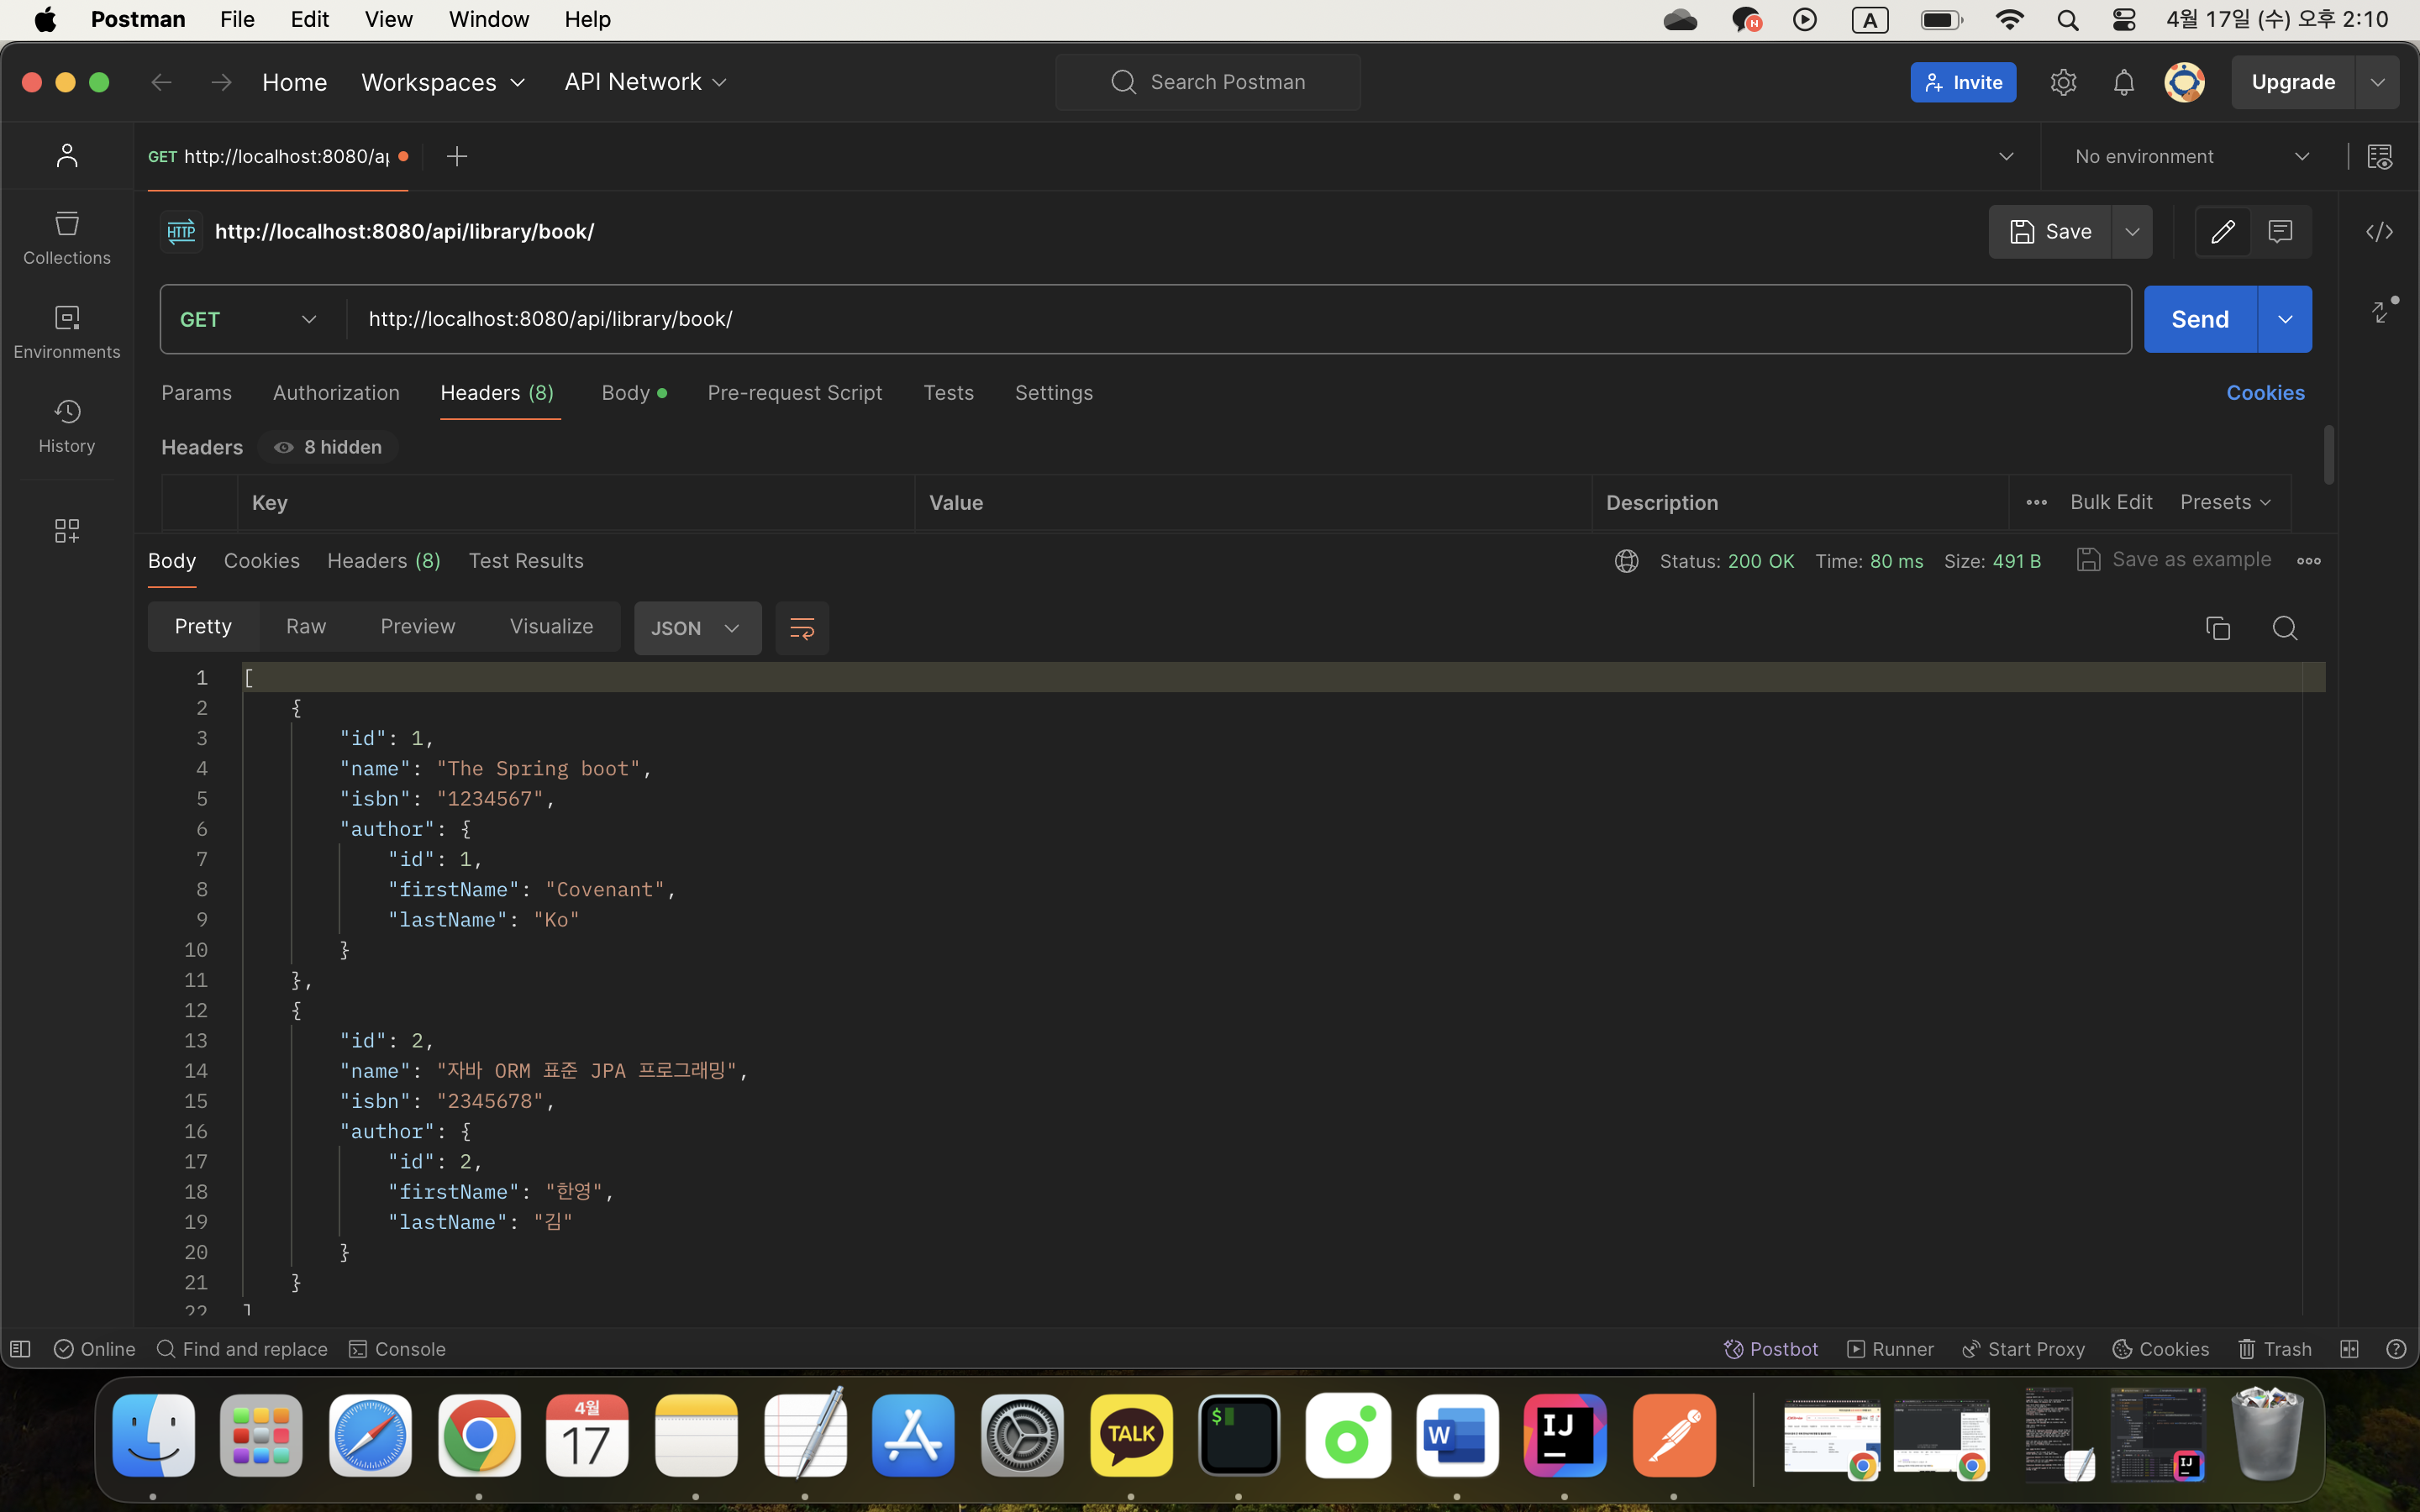 Postman File Edit View Window Help A 4월 17일 (수) 오후 2:10
Home Workspaces API Network Search Postman Invite Upgrade
GET http://localhost:8080/ap No environment
HTTP http://localhost:8080/api/library/book/ Save
GET http://localhost:8080/api/library/book/ Send
Collections
Environments
History
Params Authorization Headers (8) Body Pre-request Script Tests Settings Cookies
Headers 8 hidden
Key Value Description Bulk Edit Presets
Body Cookies Headers (8) Test Results Status: 200 OK Time: 80 ms Size: 491 B Save as example
Pretty Raw Preview Visualize JSON
1 [
2 {
3 "id": 1,
4 "name": "The Spring boot",
5 "isbn": "1234567",
6 "author": {
7 "id": 1,
8 "firstName": "Covenant",
9 "lastName": "Ko"
10 }
11 },
12 {
13 "id": 2,
14 "name": "자바 ORM 표준 JPA 프로그래밍",
15 "isbn": "2345678",
16 "author": {
17 "id": 2,
18 "firstName": "한영",
19 "lastName": "김"
20 }
21 }
22 ]
Online Find and replace Console Postbot Runner Start Proxy Cookies Trash
4월
17
TALK
$
W
IJ
IJ